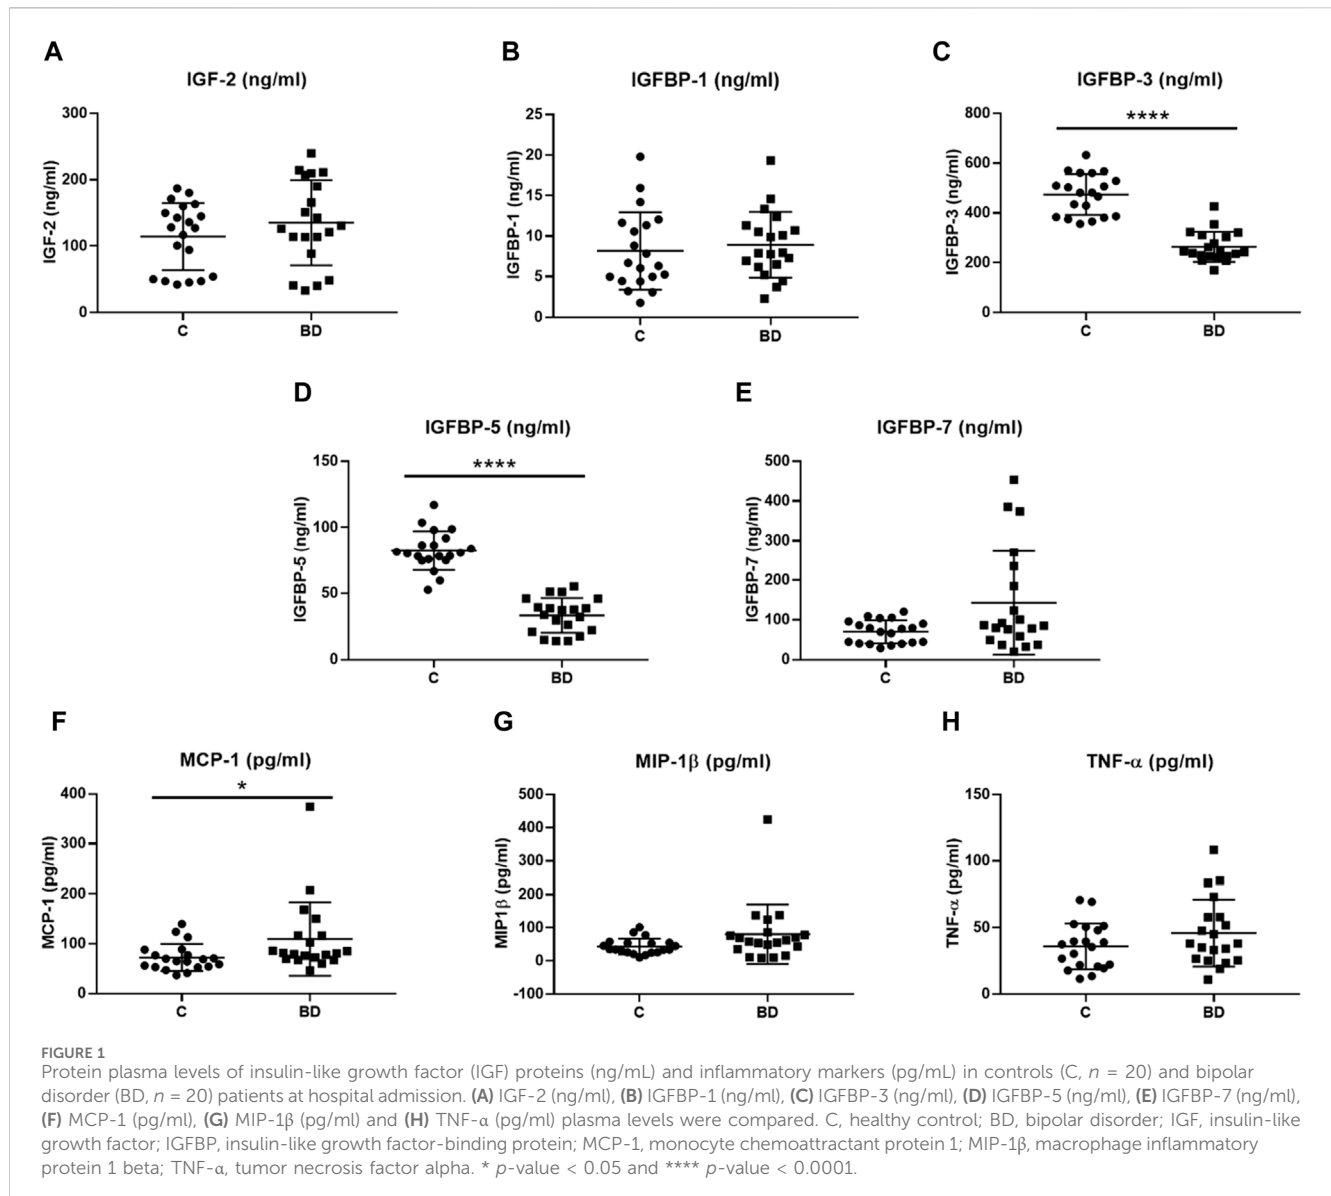 A
IGF-2 (ng/ml)
IGF-2 (ng/ml)
300
200
100
0
C
BD
B
IGFBP-1 (ng/ml)
IGFBP-1 (ng/ml)
25
20
15
10
5
0
C
BD
C
IGFBP-3 (ng/ml)
****
IGFBP-3 (ng/ml)
800
600
400
200
0
C
BD
D
IGFBP-5 (ng/ml)
****
IGFBP-5 (ng/ml)
150
100
50
0
C
BD
E
IGFBP-7 (ng/ml)
IGFBP-7 (ng/ml)
500
400
300
200
100
0
C
BD
F
MCP-1 (pg/ml)
*
MCP-1 (pg/ml)
400
300
200
100
0
C
BD
G
MIP-1β (pg/ml)
MIP1β (pg/ml)
500
400
300
200
100
0
-100
C
BD
H
TNF-α (pg/ml)
TNF-α (pg/ml)
150
100
50
0
C
BD
FIGURE 1
Protein plasma levels of insulin-like growth factor (IGF) proteins (ng/mL) and inflammatory markers (pg/mL) in controls (C, n = 20) and bipolar
disorder (BD, n = 20) patients at hospital admission. (A) IGF-2 (ng/ml), (B) IGFBP-1 (ng/ml), (C) IGFBP-3 (ng/ml), (D) IGFBP-5 (ng/ml), (E) IGFBP-7 (ng/ml),
(F) MCP-1 (pg/ml), (G) MIP-1β (pg/ml) and (H) TNF-α (pg/ml) plasma levels were compared. C, healthy control; BD, bipolar disorder; IGF, insulin-like
growth factor; IGFBP, insulin-like growth factor-binding protein; MCP-1, monocyte chemoattractant protein 1; MIP-1β, macrophage inflammatory
protein 1 beta; TNF-α, tumor necrosis factor alpha. * p-value < 0.05 and **** p-value < 0.0001.